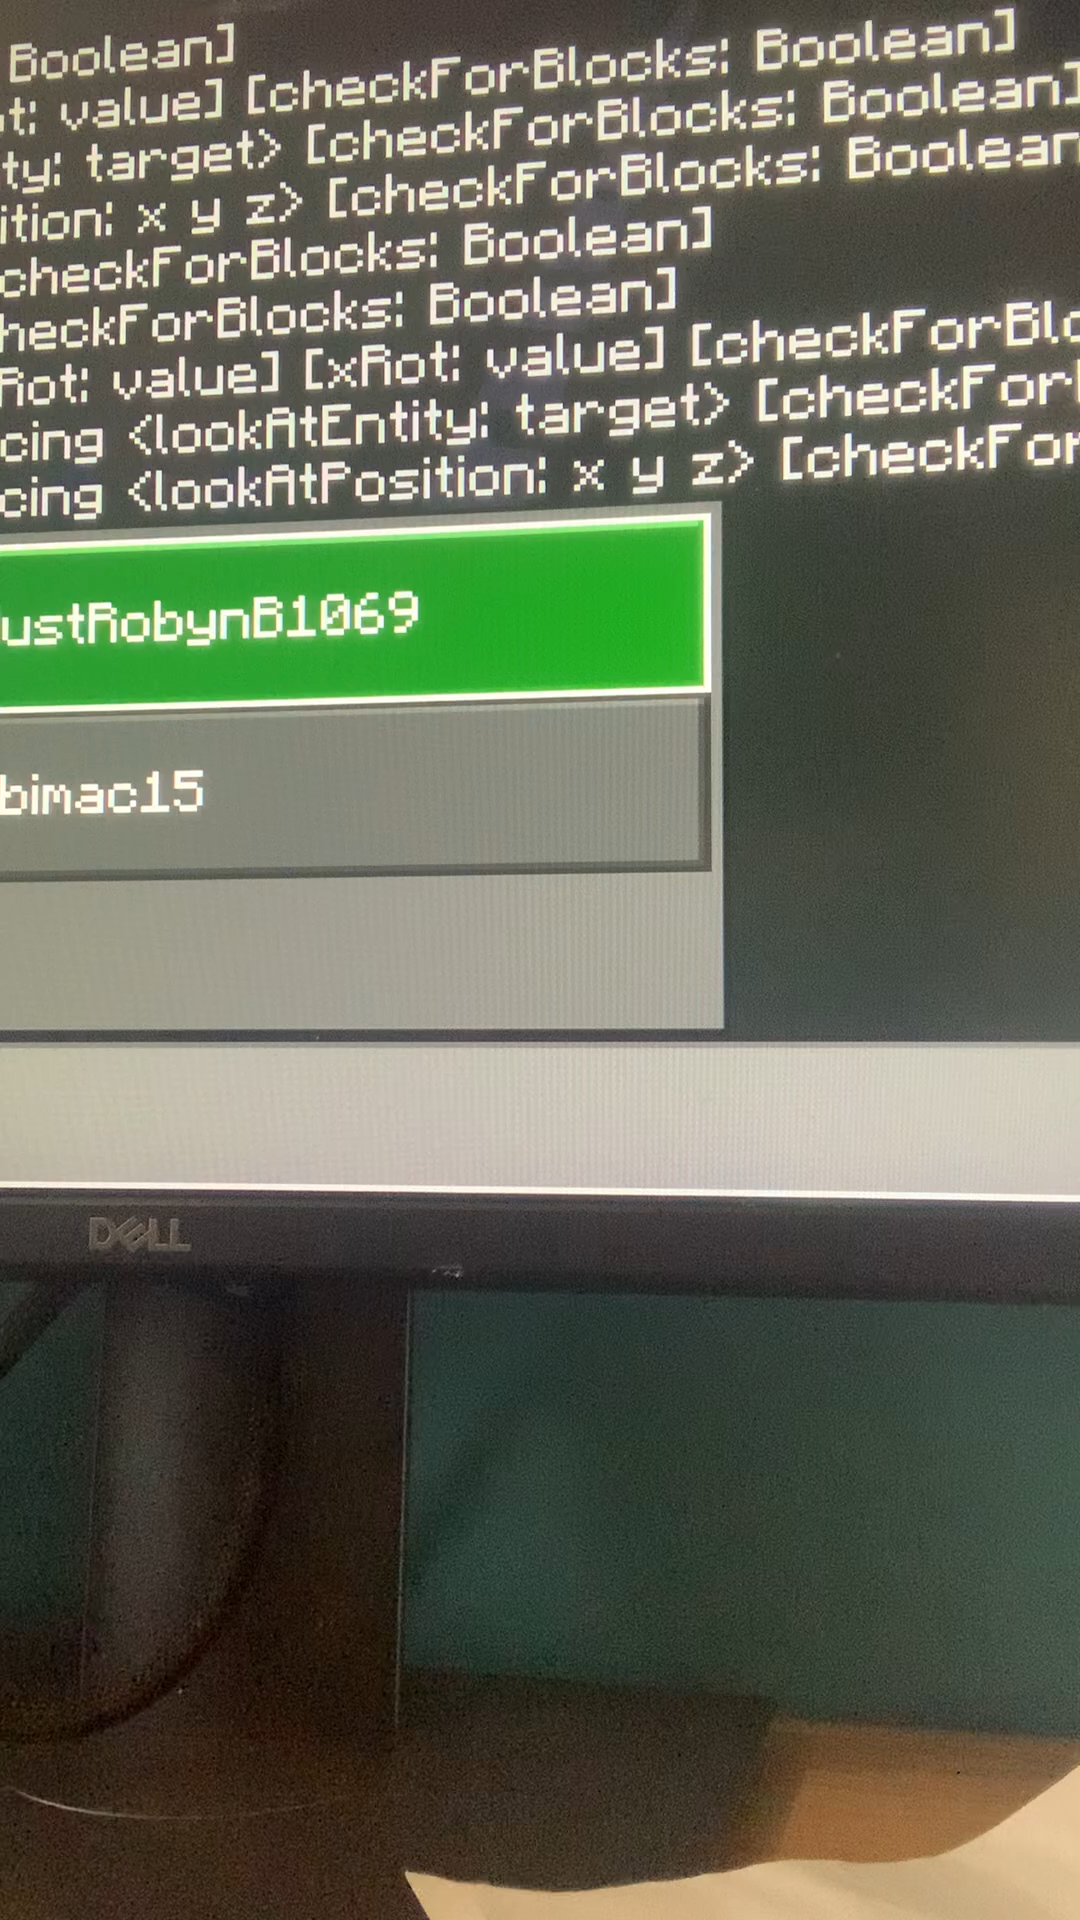 Boolean]
t: value] [checkForBlocks: Boolean]
ty: target> [checkForBlocks: Boolean]
ition: x y z> [checkForBlocks: Boolean
checkForBlocks: Boolean]
heckForBlocks: Boolean]
Rot: value] [xRot: value] [checkForBlo
cing <lookAtEntity: target> [checkFor
cing <lookAtPosition: x y z> [checkFor
ustRobynB1069
bimac15
DELL